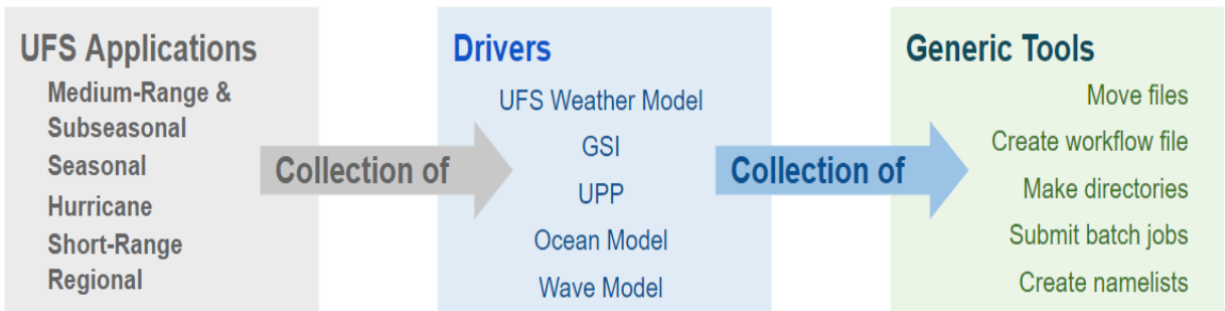 UFS Applications
Medium-Range &
Subseasonal
Seasonal
Hurricane
Short-Range
Regional
Collection of
Drivers
UFS Weather Model
GSI
UPP
Ocean Model
Wave Model
Collection of
Generic Tools
Move files
Create workflow file
Make directories
Submit batch jobs
Create namelists